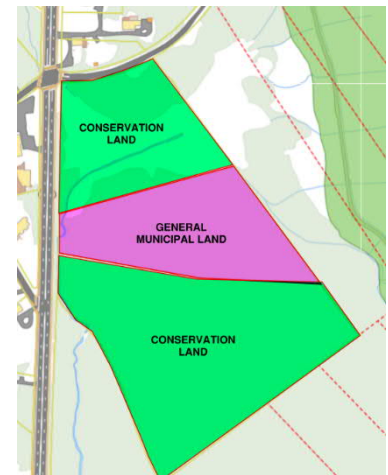 CONSERVATION
LAND
GENERAL
MUNICIPAL LAND
CONSERVATION
LAND